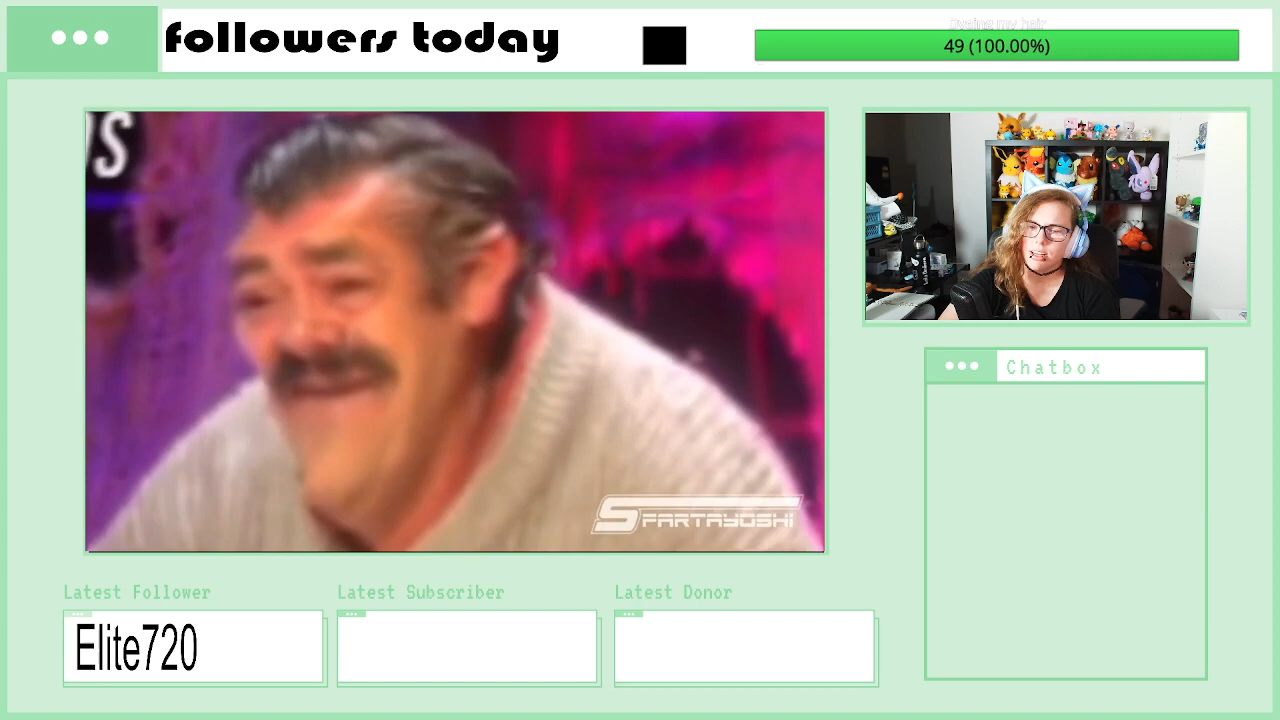 followers today
Dyeing my hair
49 (100.00%)
SPARTAYOSHI
Chatbox
Latest Follower
Latest Subscriber
Latest Donor
Elite720